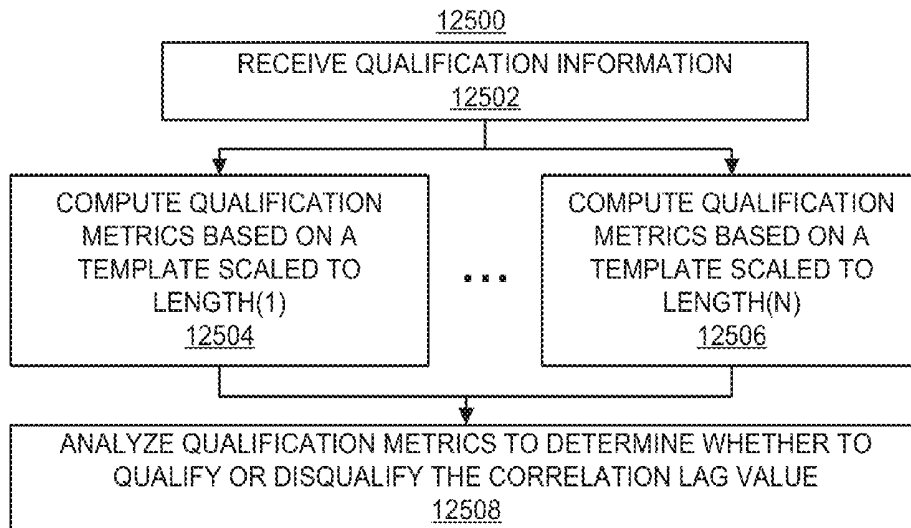 12500
RECEIVE QUALIFICATION INFORMATION
12502
COMPUTE QUALIFICATION
METRICS BASED ON A
TEMPLATE SCALED TO
LENGTH(1)
12504
...
COMPUTE QUALIFICATION
METRICS BASED ON A
TEMPLATE SCALED TO
LENGTH(N)
12506
ANALYZE QUALIFICATION METRICS TO DETERMINE WHETHER TO
QUALIFY OR DISQUALIFY THE CORRELATION LAG VALUE
12508